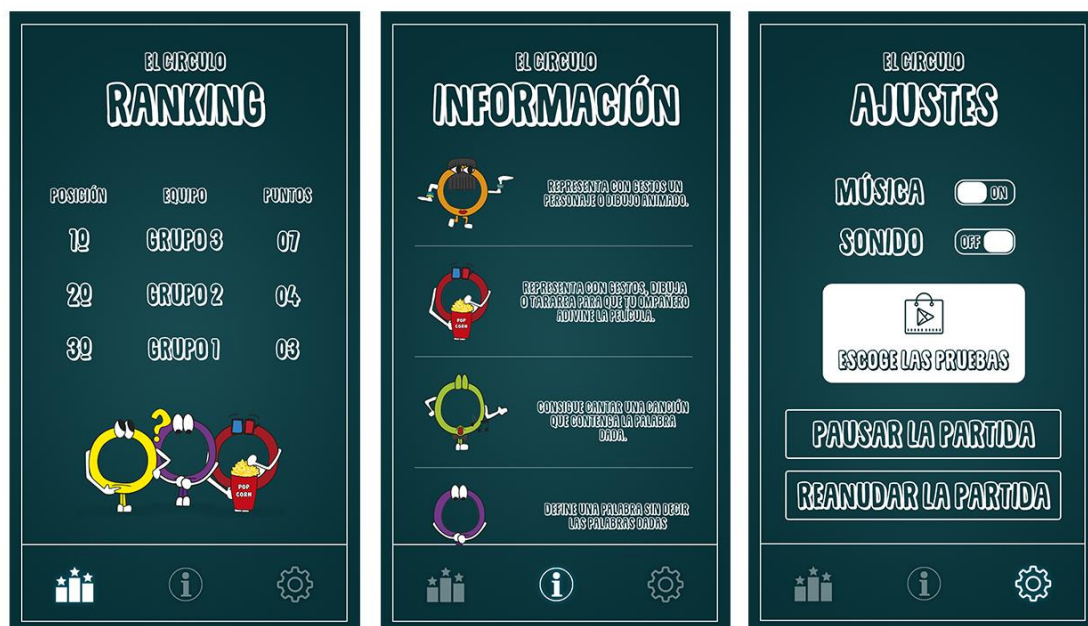 EL CIRCULO
RANKING
POSICIÓN EQUIPO PUNTOS
1º GRUPO 3 07
2º GRUPO 2 04
3º GRUPO 1 03
?
POP
CORN
EL CIRCULO
INFORMACIÓN
REPRESENTA CON GESTOS UN
PERSONAJE O DIBUJO ANIMADO.
REPRESENTA CON GESTOS, DIBUJA
O TARAREA PARA QUE TU OMPAÑERO
ADIVINE LA PELÍCULA.
POP
CORN
CONSIGUE CANTAR UNA CANCIÓN
QUE CONTENGA LA PALABRA
DADA.
DEFINE UNA PALABRA SIN DECIR
LAS PALABRAS DADAS
i
EL CIRCULO
AJUSTES
MÚSICA ON
SONIDO OFF
ESCOGE LAS PRUEBAS
PAUSAR LA PARTIDA
REANUDAR LA PARTIDA